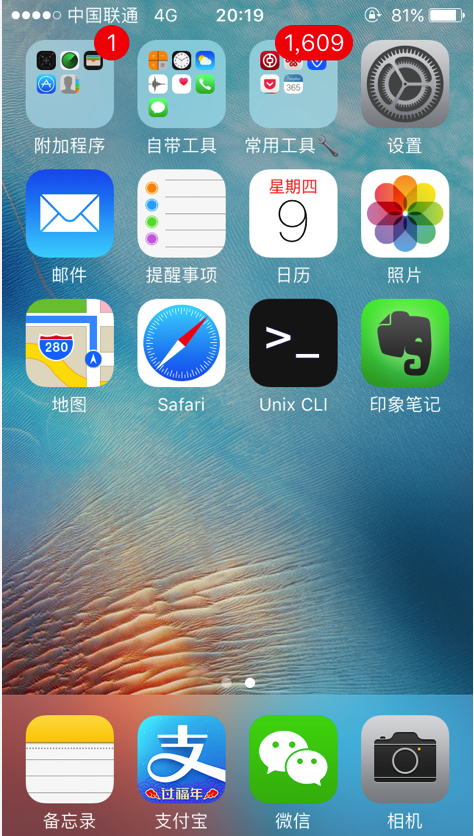 中国联通 4G 20:19 81%
1
1,609
365
附加程序 自带工具 常用工具🔧 设置
星期四
9
邮件 提醒事项 日历 照片
280
>_
地图 Safari Unix CLI 印象笔记
支
过福年
备忘录 支付宝 微信 相机